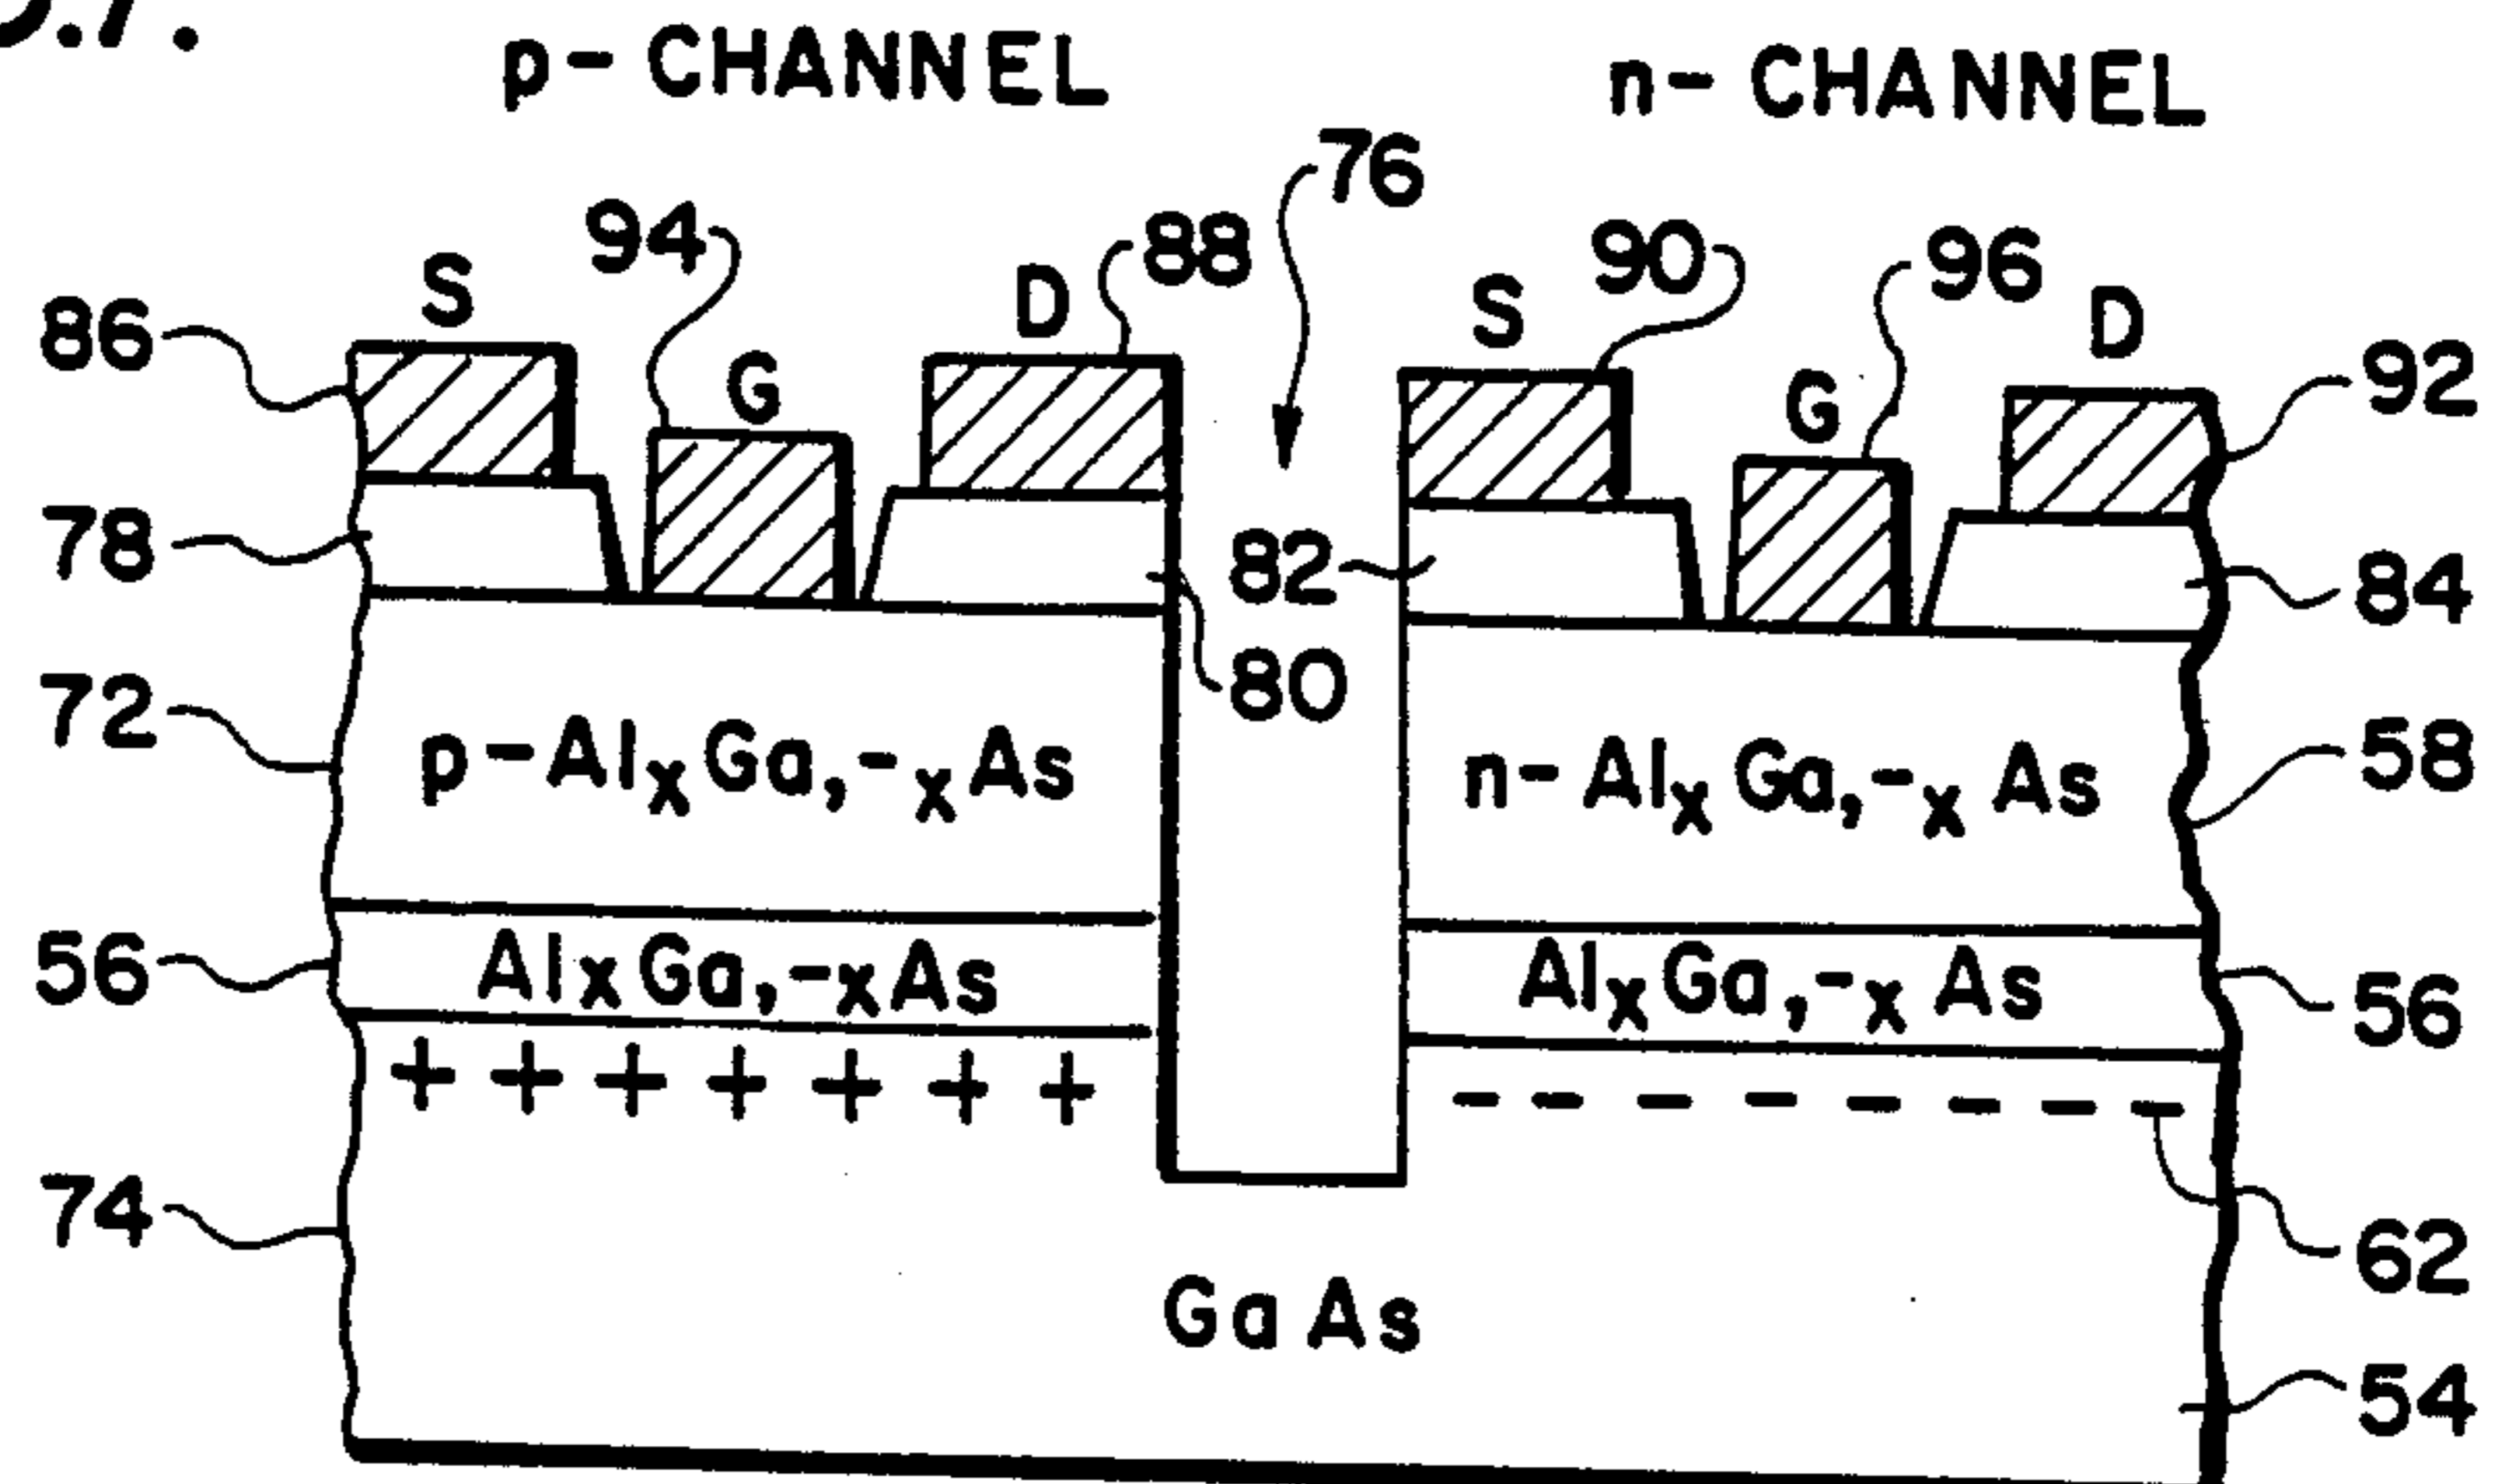 .7.
p-CHANNEL
n-CHANNEL
76
94
88
90
96
S
D
S
D
86
G
G
92
78
82
84
80
72
p-AlxGa,-xAs
n-AlxGa,-xAs
58
56
AlxGa,-xAs
AlxGa,-xAs
56
+ + + + + + +
- - - - - - - -
74
62
GaAs
54